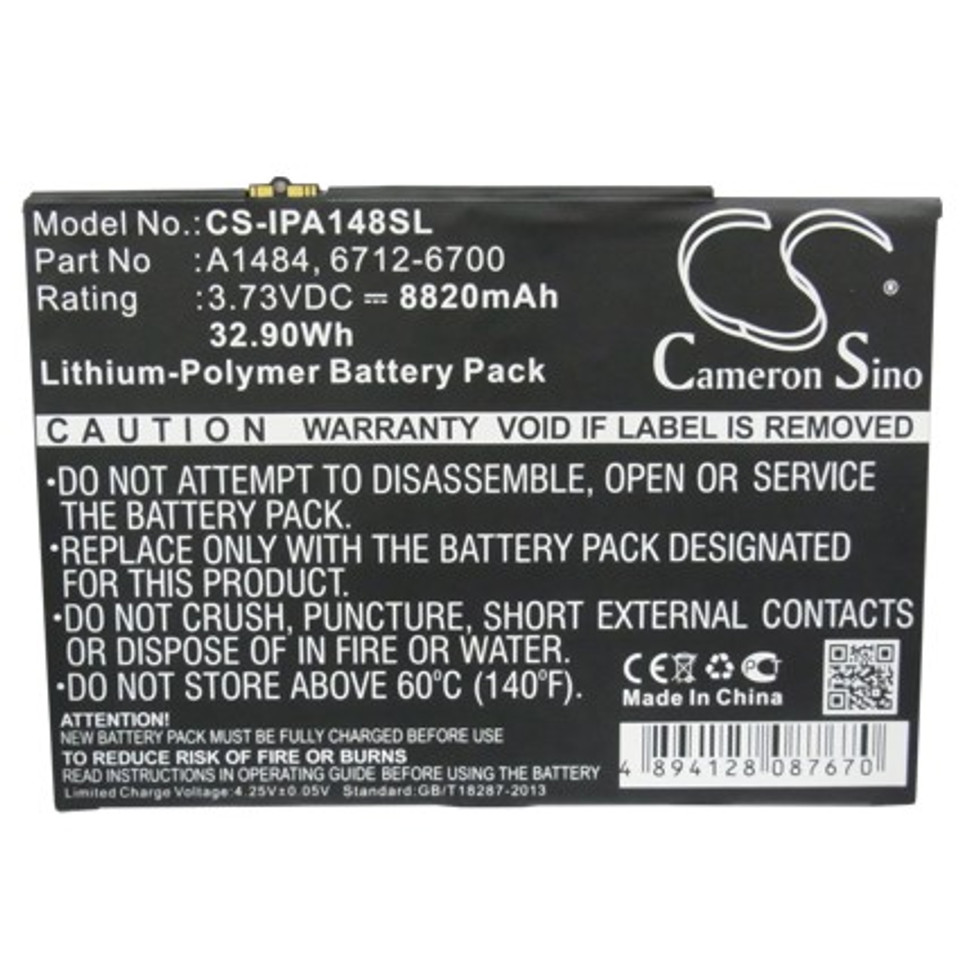 Model No.:CS-IPA148SL
Part No :A1484, 6712-6700
Rating :3.73VDC ⎓ 8820mAh
32.90Wh
Lithium-Polymer Battery Pack
CS
®
Cameron Sino
CAUTION WARRANTY VOID IF LABEL IS REMOVED
•DO NOT ATTEMPT TO DISASSEMBLE, OPEN OR SERVICE
THE BATTERY PACK.
•REPLACE ONLY WITH THE BATTERY PACK DESIGNATED
FOR THIS PRODUCT.
•DO NOT CRUSH, PUNCTURE, SHORT EXTERNAL CONTACTS
OR DISPOSE OF IN FIRE OR WATER.
•DO NOT STORE ABOVE 60°C (140°F).
CE PCT
Made In China
ATTENTION!
NEW BATTERY PACK MUST BE FULLY CHARGED BEFORE USE
TO REDUCE RISK OF FIRE OR BURNS
READ INSTRUCTIONS IN OPERATING GUIDE BEFORE USING THE BATTERY
Limited Charge Voltage:4.25V±0.05V Standard:GB/T18287-2013
4 894128 087670